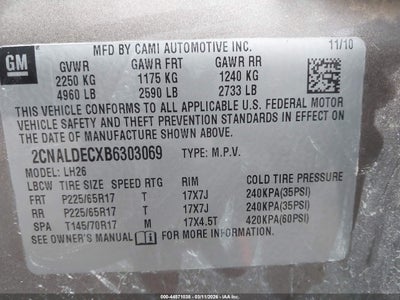 MFD BY CAMI AUTOMOTIVE INC. 11/10
GM GVWR GAWR FRT GAWR RR
2250 KG 1175 KG 1240 KG
4960 LB 2590 LB 2733 LB
THIS VEHICLE CONFORMS TO ALL APPLICABLE U.S. FEDERAL MOTOR
VEHICLE SAFETY AND THEFT PREVENTION STANDARDS IN EFFECT ON
THE DATE OF MANUFACTURE SHOWN ABOVE.
2CNALDECXB6303069 TYPE: M.P.V.
MODEL: LH26
LBCW TIRE SIZE SPEED RTG RIM COLD TIRE PRESSURE
FRT P225/65R17 T 17X7J 240KPA(35PSI)
RR P225/65R17 T 17X7J 240KPA(35PSI)
SPA T145/70R17 M 17X4.5T 420KPA(60PSI)
SEE OWNER'S MANUAL FOR MORE INFORMATION.
© 44571038 - 03/11/2026 - IAA, Inc.